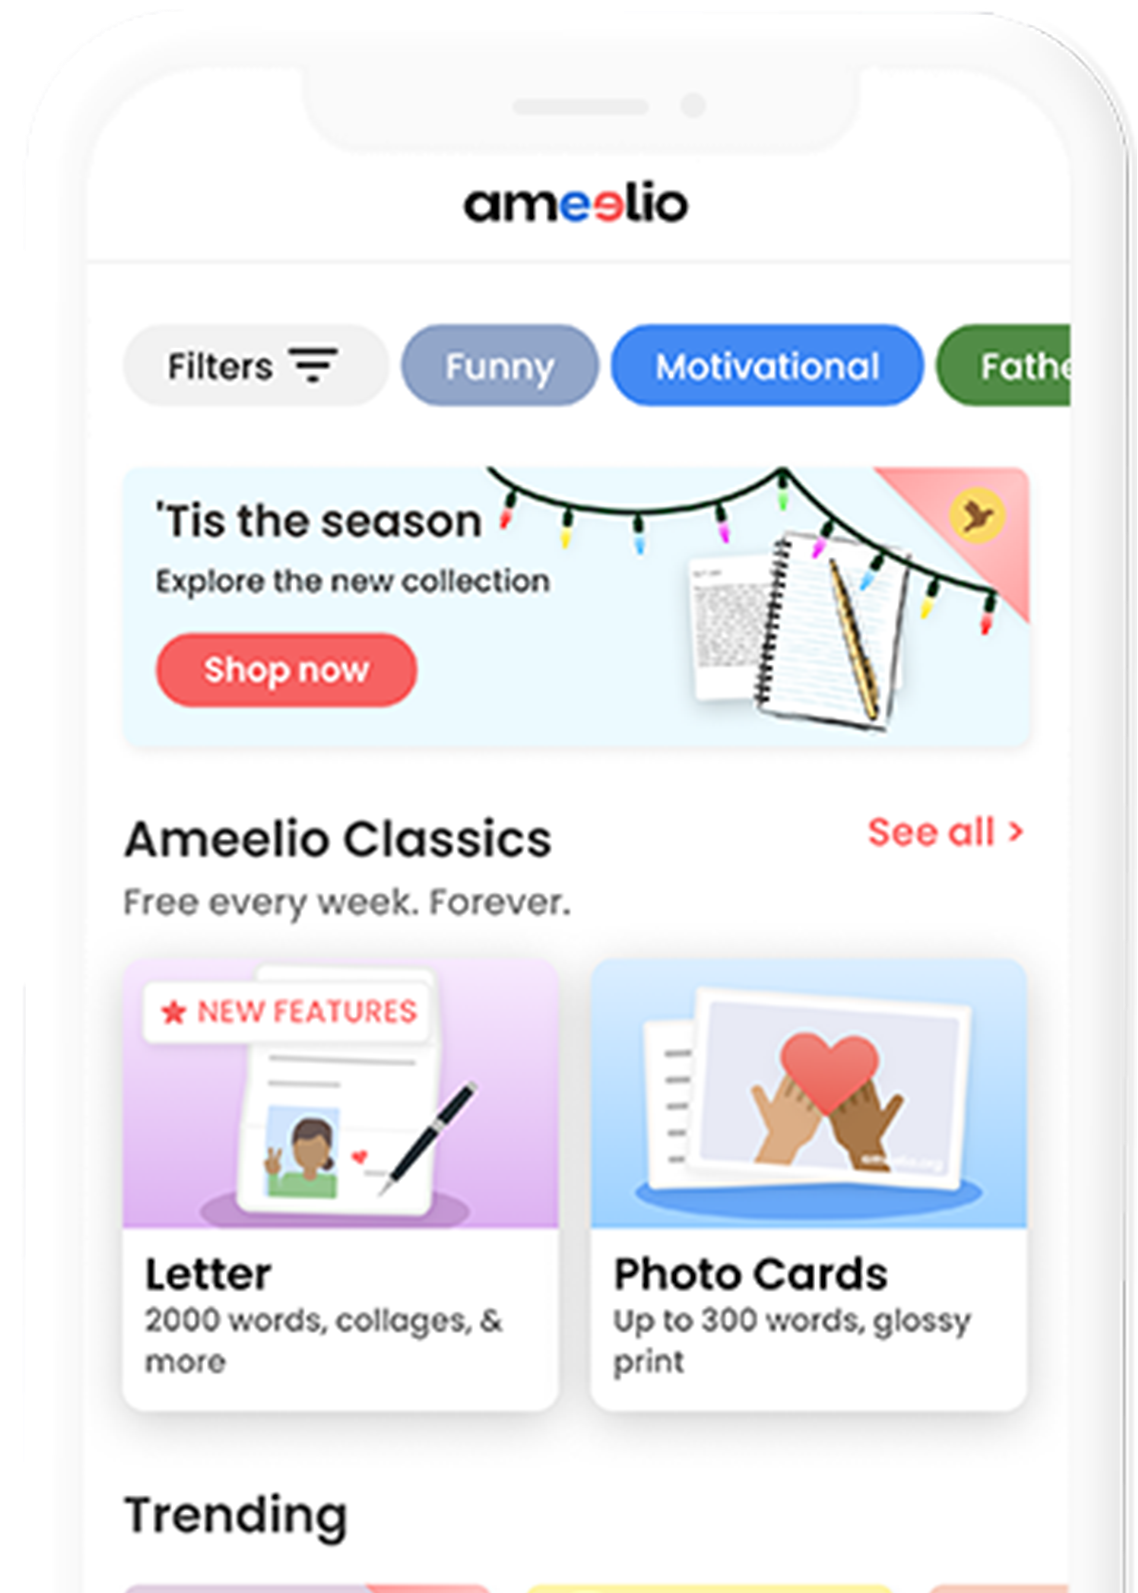 ameelio
Filters
Funny
Motivational
Fathe
'Tis the season
Explore the new collection
Shop now
Ameelio Classics
See all >
Free every week. Forever.
NEW FEATURES
ameelio.org
Letter
2000 words, collages, &
more
Photo Cards
Up to 300 words, glossy
print
Trending